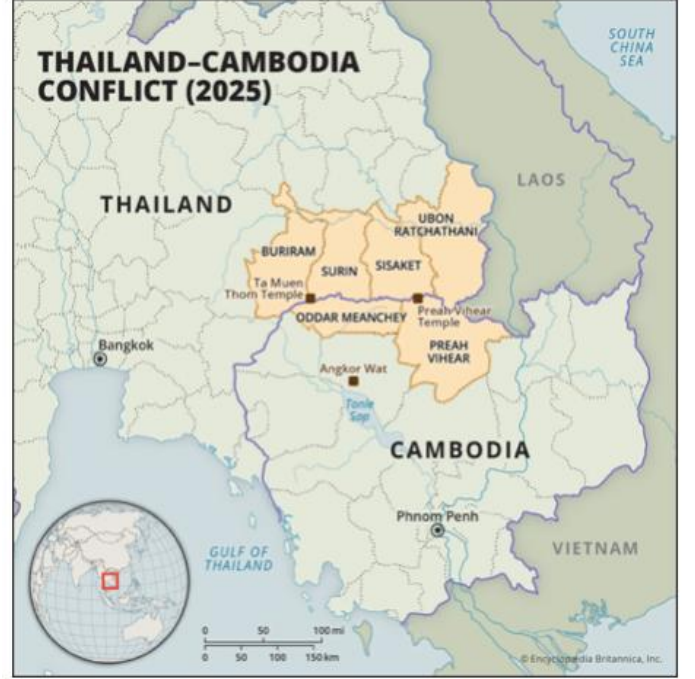 THAILAND–CAMBODIA
CONFLICT (2025)
SOUTH
CHINA
SEA
LAOS
THAILAND
UBON
RATCHATHANI
BURIRAM
SURIN
SISAKET
Ta Muen
Thom Temple
ODDAR MEANCHEY
Preah Vihear
Temple
PREAH
VIHEAR
Bangkok
Angkor Wat
Tonle
Sap
CAMBODIA
Phnom Penh
GULF OF
THAILAND
VIETNAM
0 50 100 mi
0 50 100 150 km
© Encyclopædia Britannica, Inc.